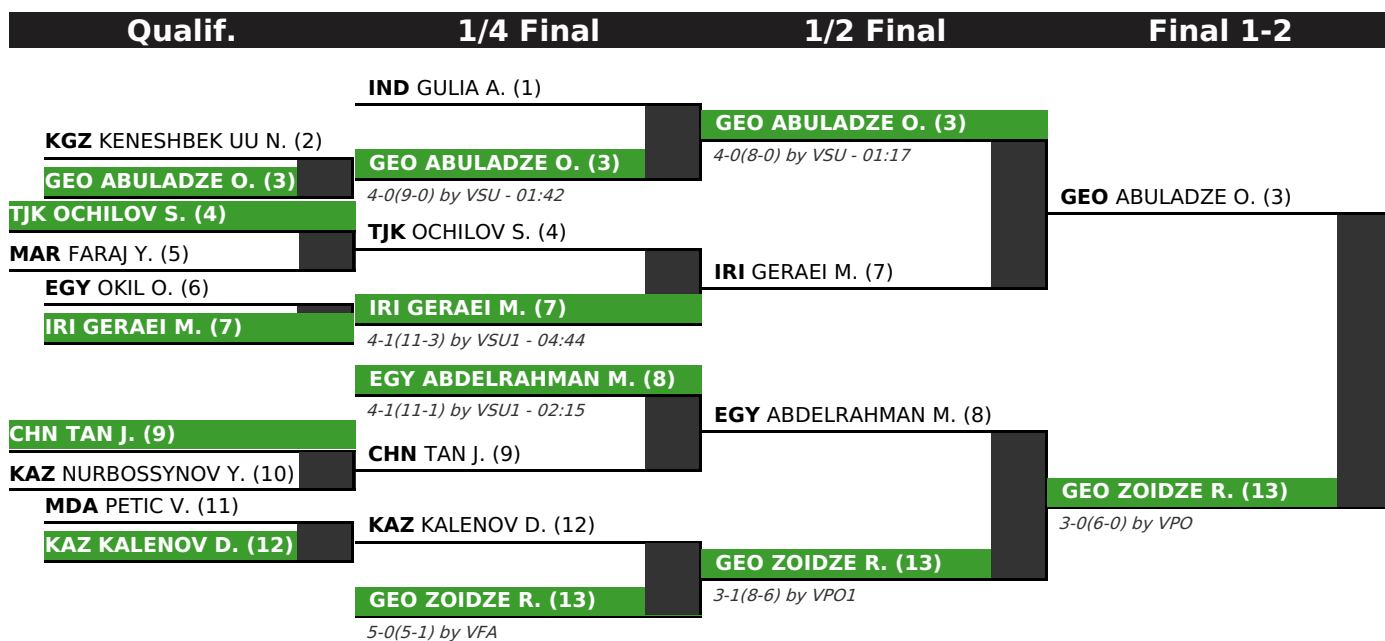 Qualif.
1/4 Final
1/2 Final
Final 1-2
KGZ KENESHBEK UU N. (2)
GEO ABULADZE O. (3)
TJK OCHILOV S. (4)
MAR FARAJ Y. (5)
EGY OKIL O. (6)
IRI GERAEI M. (7)
CHN TAN J. (9)
KAZ NURBOSSYNOV Y. (10)
MDA PETIC V. (11)
KAZ KALENOV D. (12)
IND GULIA A. (1)
GEO ABULADZE O. (3)
4-0(9-0) by VSU - 01:42
TJK OCHILOV S. (4)
IRI GERAEI M. (7)
4-1(11-3) by VSU1 - 04:44
EGY ABDELRAHMAN M. (8)
4-1(11-1) by VSU1 - 02:15
CHN TAN J. (9)
KAZ KALENOV D. (12)
GEO ZOIDZE R. (13)
5-0(5-1) by VFA
GEO ABULADZE O. (3)
4-0(8-0) by VSU - 01:17
IRI GERAEI M. (7)
EGY ABDELRAHMAN M. (8)
GEO ZOIDZE R. (13)
3-1(8-6) by VPO1
GEO ABULADZE O. (3)
GEO ZOIDZE R. (13)
3-0(6-0) by VPO